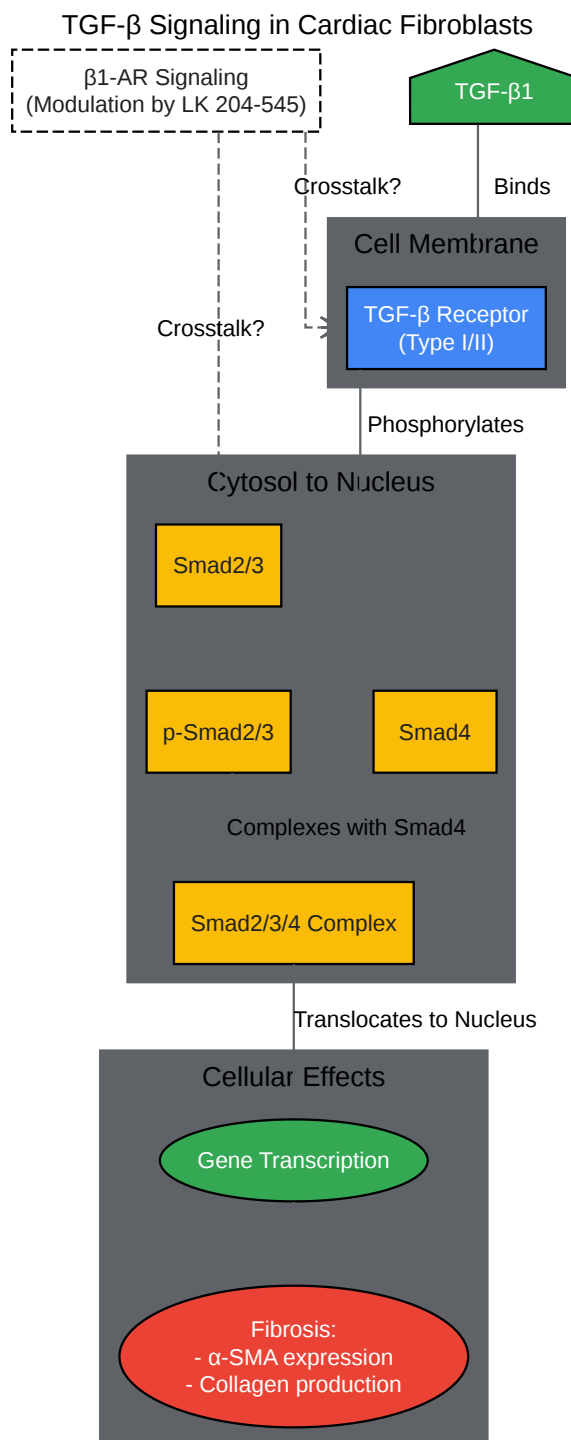 TGF-β Signaling in Cardiac Fibroblasts
β1-AR Signaling
(Modulation by LK 204-545)
TGF-β1
Crosstalk?
Binds
Cell Membrane
TGF-β Receptor
(Type I/II)
Crosstalk?
Phosphorylates
Cytosol to Nucleus
Smad2/3
p-Smad2/3
Smad4
Complexes with Smad4
Smad2/3/4 Complex
Translocates to Nucleus
Cellular Effects
Gene Transcription
Fibrosis:
- α-SMA expression
- Collagen production